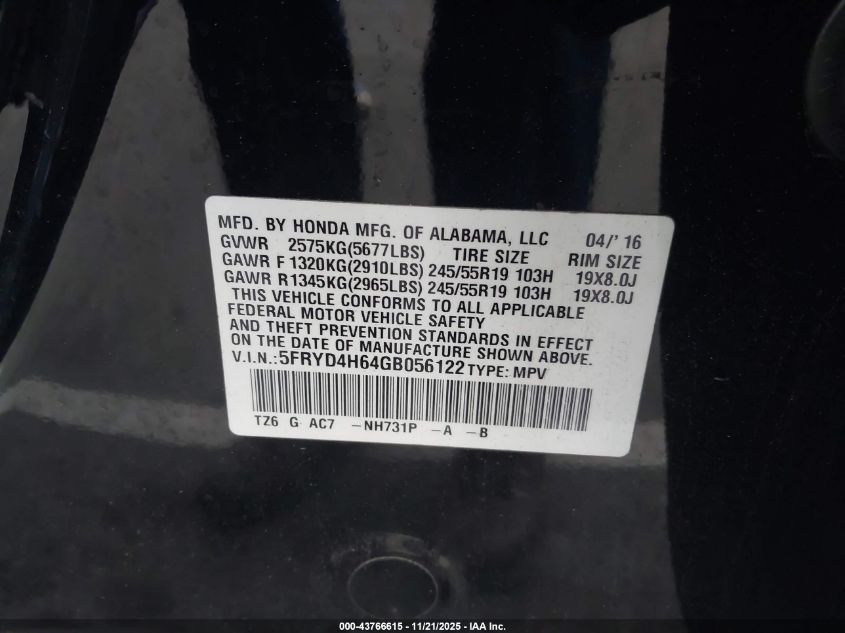 MFD. BY HONDA MFG. OF ALABAMA, LLC 04/' 16
GVWR 2575KG(5677LBS) TIRE SIZE RIM SIZE
GAWR F 1320KG(2910LBS) 245/55R19 103H 19X8.0J
GAWR R1345KG(2965LBS) 245/55R19 103H 19X8.0J
THIS VEHICLE CONFORMS TO ALL APPLICABLE
FEDERAL MOTOR VEHICLE SAFETY
AND THEFT PREVENTION STANDARDS IN EFFECT
ON THE DATE OF MANUFACTURE SHOWN ABOVE.
V.I.N.:5FRYD4H64GB056122 TYPE: MPV
TZ6 G AC7 -NH731P -A -B
000-43766615 - 11/21/2025 - IAA Inc.